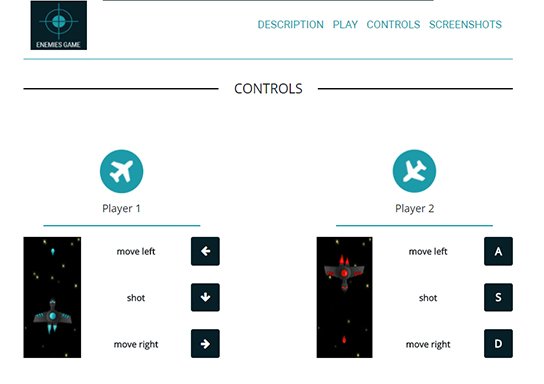 ENEMIES GAME
DESCRIPTION PLAY CONTROLS SCREENSHOTS
CONTROLS
Player 1
move left
shot
move right
Player 2
move left A
shot S
move right D